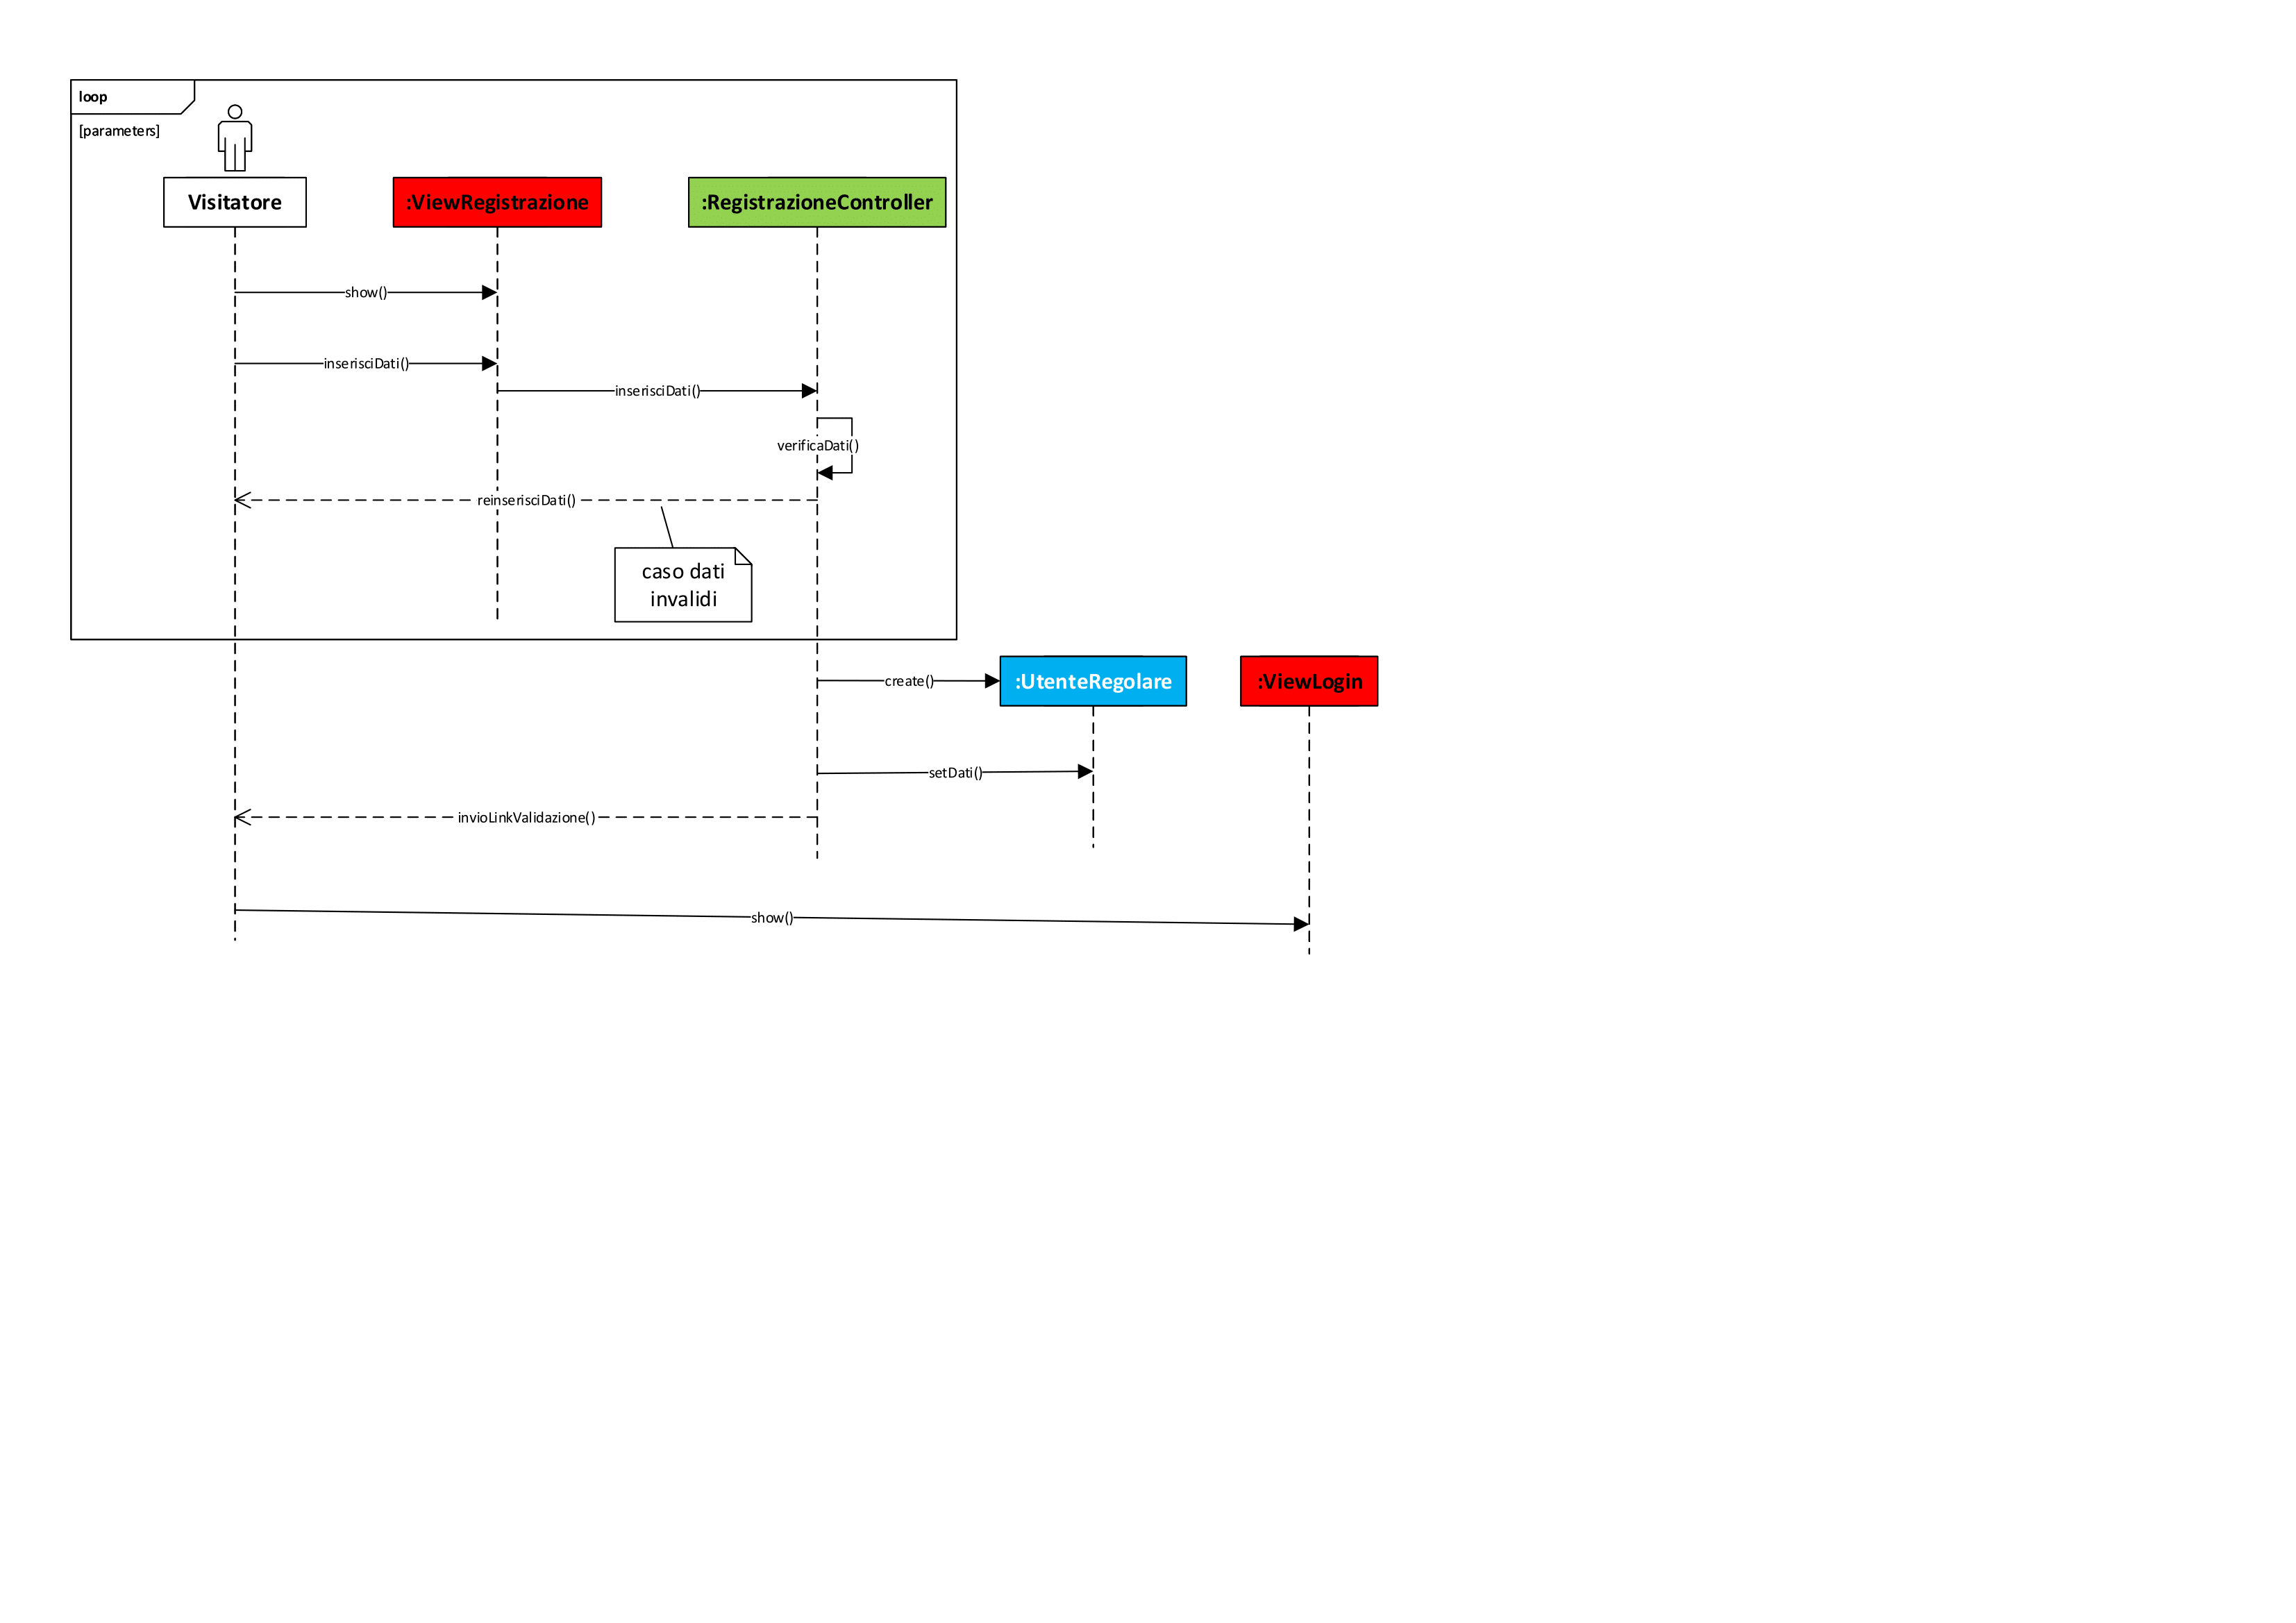 loop
[parameters]
Visitatore
:ViewRegistrazione
:RegistrazioneController
show()
inserisciDati()
inserisciDati()
verificaDati()
reinserisciDati()
caso dati
invalidi
create()
:UtenteRegolare
:ViewLogin
setDati()
invioLinkValidazione()
show()